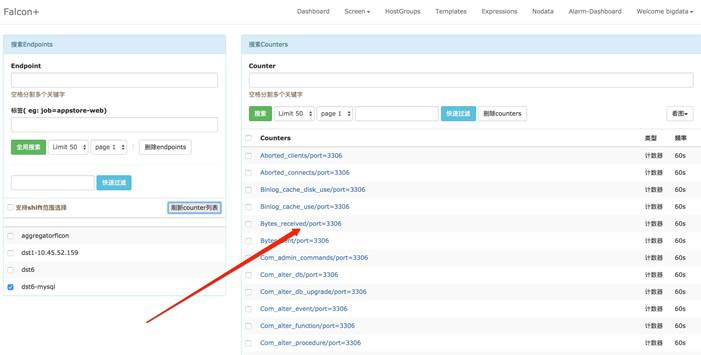 Falcon+
Dashboard Screen HostGroups Templates Expressions Nodata Alarm-Dashboard Welcome bigdata
搜索Endpoints
Endpoint
空格分割多个关键字
标签( eg: job=appstore-web)
全局搜索 Limit 50 page 1 删除endpoints
快速过滤
支持shift范围选择 刷新counter列表
aggregatorficon
dst1-10.45.52.159
dst6
dst6-mysql
搜索Counters
Counter
空格分割多个关键字
搜索 Limit 50 page 1 快速过滤 删除counters 看图
Counters 类型 频率
Aborted_clients/port=3306 计数器 60s
Aborted_connects/port=3306 计数器 60s
Binlog_cache_disk_use/port=3306 计数器 60s
Binlog_cache_use/port=3306 计数器 60s
Bytes_received/port=3306 计数器 60s
Bytes_sent/port=3306 计数器 60s
Com_admin_commands/port=3306 计数器 60s
Com_alter_db/port=3306 计数器 60s
Com_alter_db_upgrade/port=3306 计数器 60s
Com_alter_event/port=3306 计数器 60s
Com_alter_function/port=3306 计数器 60s
Com_alter_procedure/port=3306 计数器 60s